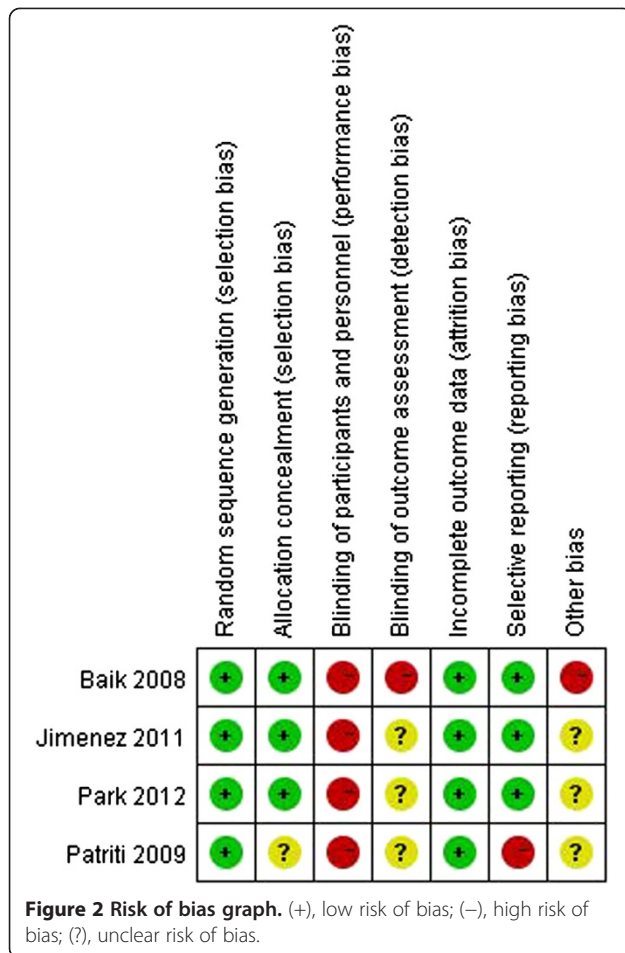 Random sequence generation (selection bias)
Allocation concealment (selection bias)
Blinding of participants and personnel (performance bias)
Blinding of outcome assessment (detection bias)
Incomplete outcome data (attrition bias)
Selective reporting (reporting bias)
Other bias
Baik 2008 + + - - + + -
Jimenez 2011 + + - ? + + ?
Park 2012 + + - ? + + ?
Patriti 2009 + ? - ? + - ?
Figure 2 Risk of bias graph. (+), low risk of bias; (−), high risk of
bias; (?), unclear risk of bias.